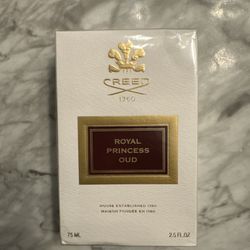 CREED
1760
ROYAL
PRINCESS
OUD
HOUSE ESTABLISHED 1760
MAISON FONDÉE EN 1760
75 ML 2.5 FL.OZ